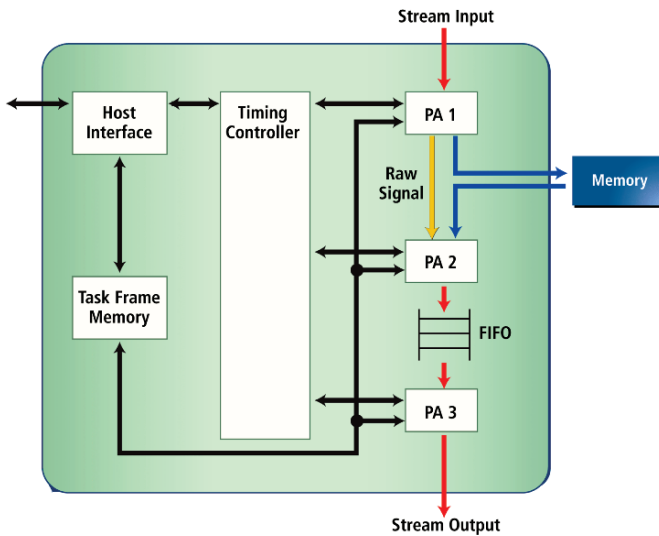 Stream Input
Host
Interface
Timing
Controller
PA 1
Raw
Signal
Memory
PA 2
Task Frame
Memory
FIFO
PA 3
Stream Output